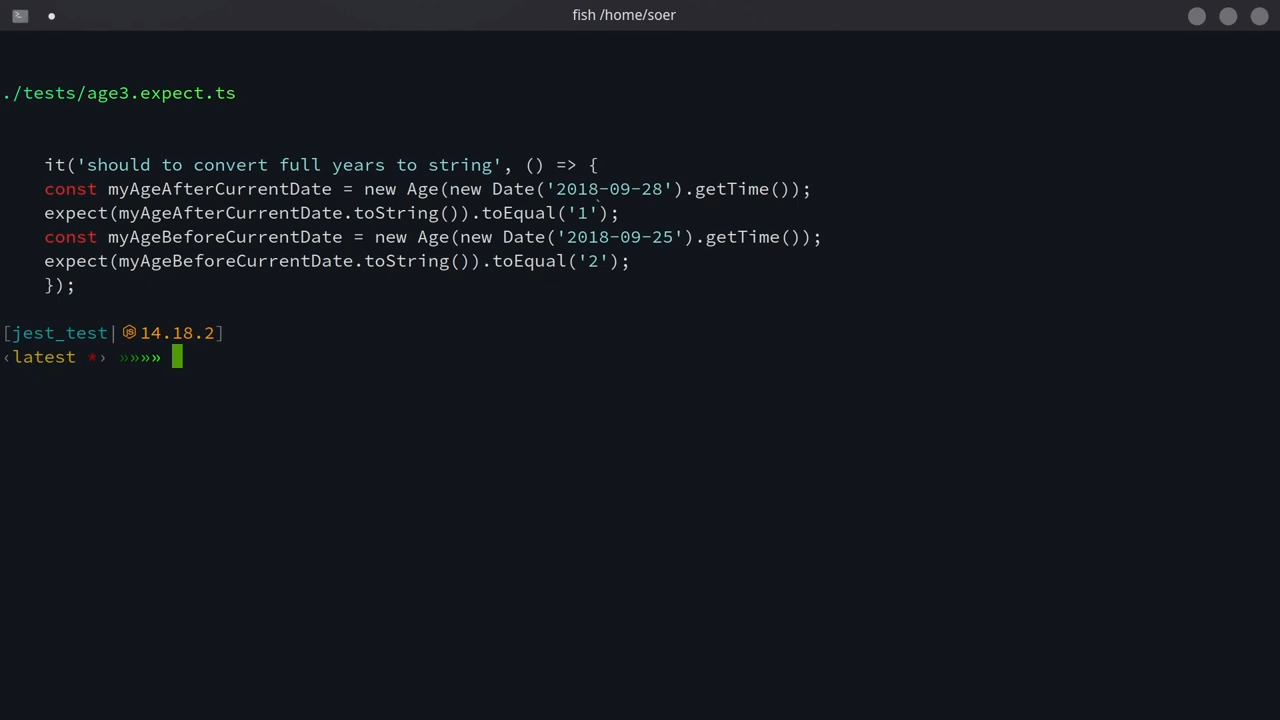 fish /home/soer
./tests/age3.expect.ts
it('should to convert full years to string', () => {
const myAgeAfterCurrentDate = new Age(new Date('2018-09-28').getTime());
expect(myAgeAfterCurrentDate.toString()).toEqual('1');
const myAgeBeforeCurrentDate = new Age(new Date('2018-09-25').getTime());
expect(myAgeBeforeCurrentDate.toString()).toEqual('2');
});
[jest_test|14.18.2]
‹latest *› »»»»